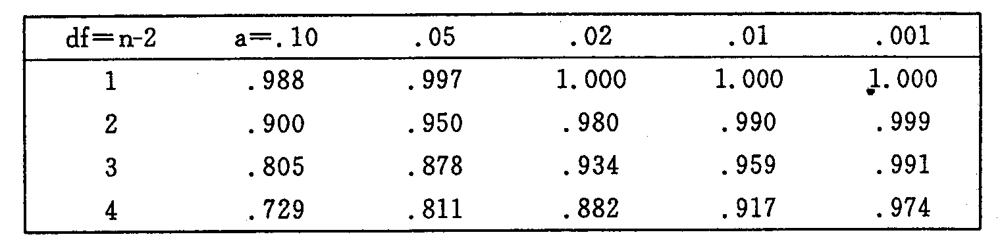 df=n-2 a=.10 .05 .02 .01 .001
1 .988 .997 1.000 1.000 1.000
2 .900 .950 .980 .990 .999
3 .805 .878 .934 .959 .991
4 .729 .811 .882 .917 .974